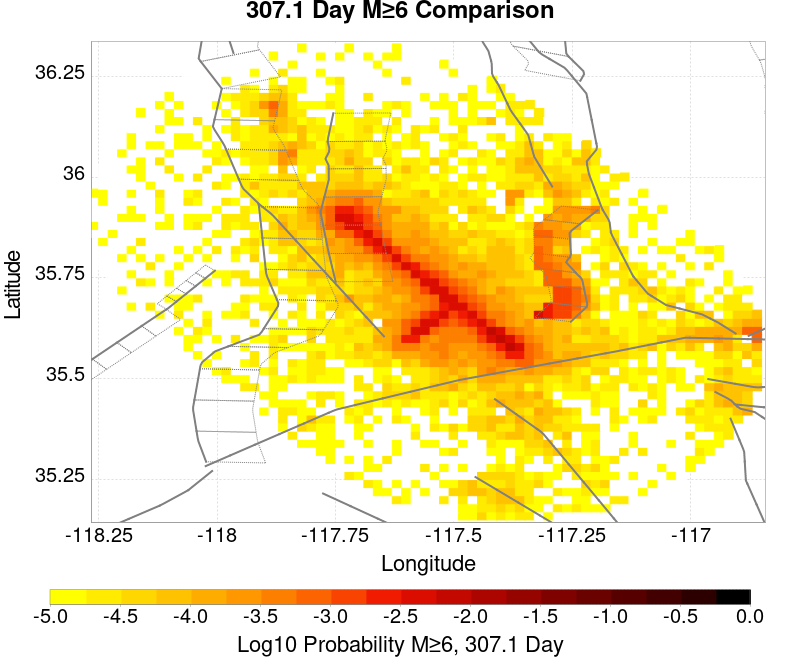 307.1 Day M≥6 Comparison
36.25
36
35.75
35.5
35.25
Latitude
-118.25 -118 -117.75 -117.5 -117.25 -117
Longitude
-5.0 -4.5 -4.0 -3.5 -3.0 -2.5 -2.0 -1.5 -1.0 -0.5 0.0
Log10 Probability M≥6, 307.1 Day